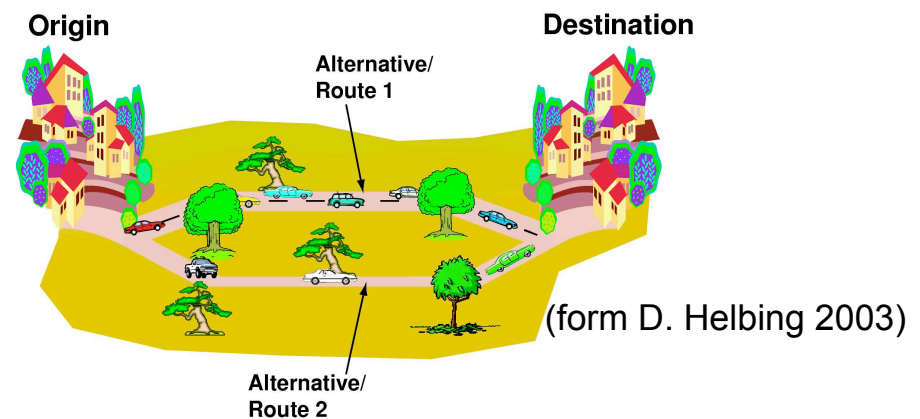 Origin
Destination
Alternative/
Route 1
(form D. Helbing 2003)
Alternative/
Route 2